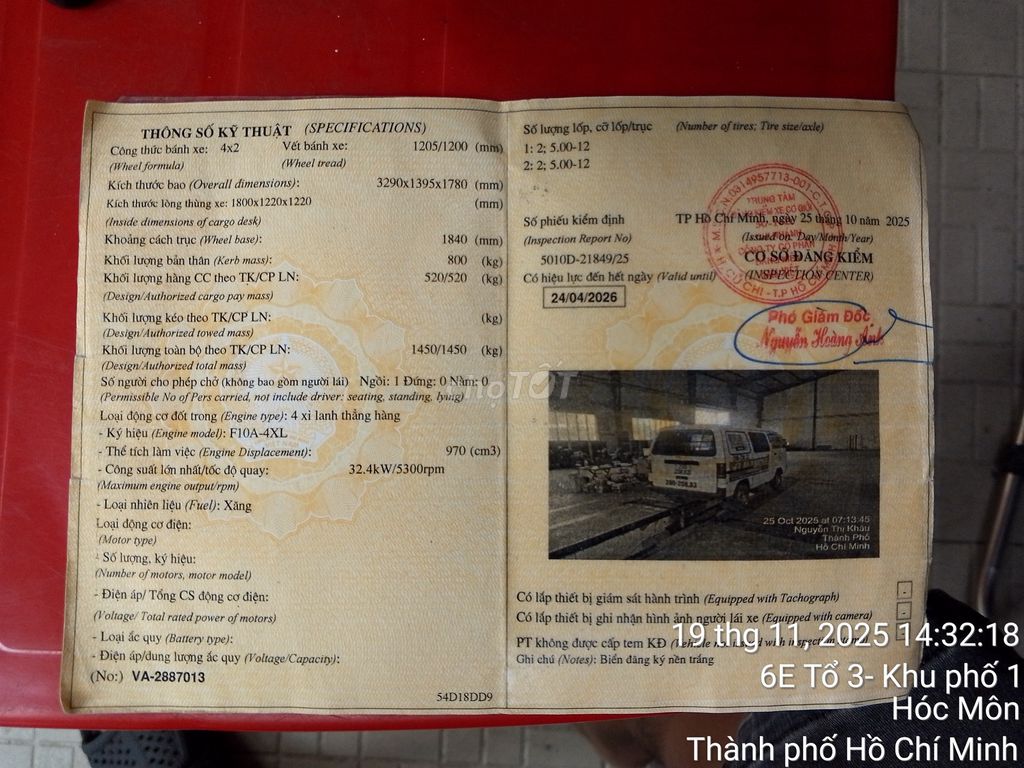 THÔNG SỐ KỸ THUẬT (SPECIFICATIONS)
Công thức bánh xe: 4x2 Vết bánh xe: 1205/1200 (mm)
(Wheel formula) (Wheel tread)
Kích thước bao (Overall dimensions): 3290x1395x1780 (mm)
Kích thước lòng thùng xe: 1800x1220x1220 (mm)
(Inside dimensions of cargo desk)
Khoảng cách trục (Wheel base): 1840 (mm)
Khối lượng bản thân (Kerb mass): 800 (kg)
Khối lượng hàng CC theo TK/CP LN: 520/520 (kg)
(Design/Authorized cargo pay mass)
Khối lượng kéo theo TK/CP LN: (kg)
(Design/Authorized towed mass)
Khối lượng toàn bộ theo TK/CP LN: 1450/1450 (kg)
(Design/Authorized total mass)
Số người cho phép chở (không bao gồm người lái) Ngồi: 1 Đứng: 0 Nằm: 0
(Permissible No of Pers carried, not include driver: seating, standing, lying)
Loại động cơ đốt trong (Engine type): 4 xi lanh thẳng hàng
- Ký hiệu (Engine model): F10A-4XL
- Thể tích làm việc (Engine Displacement): 970 (cm3)
- Công suất lớn nhất/tốc độ quay: 32.4kW/5300rpm
(Maximum engine output/rpm)
- Loại nhiên liệu (Fuel): Xăng
Loại động cơ điện:
(Motor type)
- Số lượng, ký hiệu:
(Number of motors, motor model)
- Điện áp/ Tổng CS động cơ điện:
(Voltage/ Total rated power of motors)
- Loại ắc quy (Battery type):
- Điện áp/dung lượng ắc quy (Voltage/Capacity):
(No:) VA-2887013
54D18DD9
Số lượng lốp, cỡ lốp/trục (Number of tires; Tire size/axle)
1: 2; 5.00-12
2: 2; 5.00-12
Số phiếu kiểm định TP Hồ Chí Minh, ngày 25 tháng 10 năm 2025
(Inspection Report No) (Issued on: Day/Month/Year)
5010D-21849/25 CƠ SỞ ĐĂNG KIỂM
Có hiệu lực đến hết ngày (Valid until) (INSPECTION CENTER)
24/04/2026
TRUNG TÂM
CÔNG TY CỔ PHẦN
H. CỦ CHI - T.P HỒ CHÍ
Phó Giám Đốc
Nguyễn Hoàng Anh
chợTỐT
25 Oct 2025 at 07:13:45
Nguyễn Thị Khâu
Thành Phố
Hồ Chí Minh
Có lắp thiết bị giám sát hành trình (Equipped with Tachograph) -
Có lắp thiết bị ghi nhận hình ảnh người lái xe (Equipped with camera) -
PT không được cấp tem KĐ (Vehicle not issued with inspection
Ghi chú (Notes): Biển đăng ký nền trắng
19 thg 11, 2025 14:32:18
6E Tổ 3- Khu phố 1
Hóc Môn
Thành phố Hồ Chí Minh